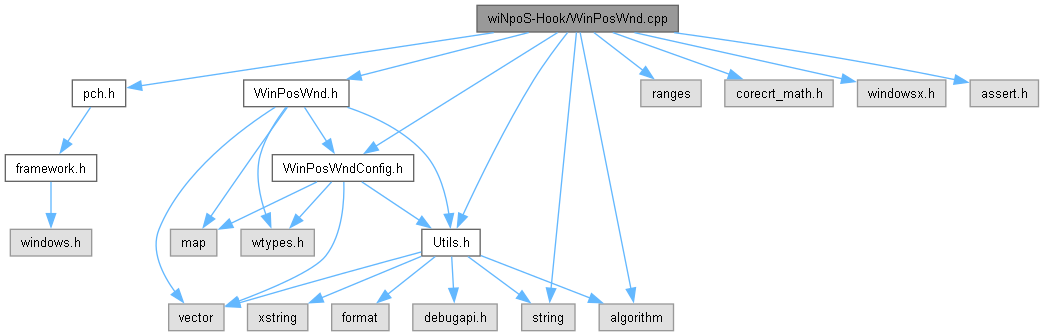 wiNpoS-Hook/WinPosWnd.cpp
pch.h
WinPosWnd.h
ranges
corecrt_math.h
windowsx.h
assert.h
framework.h
WinPosWndConfig.h
windows.h
map
wtypes.h
Utils.h
vector
xstring
format
debugapi.h
string
algorithm